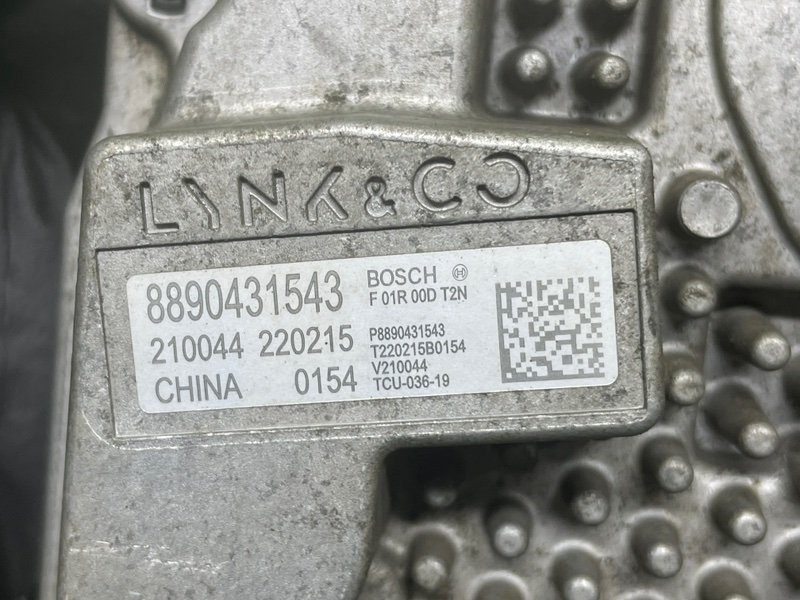 LYNK&CO
8890431543 BOSCH
F 01R 00D T2N
210044 220215
CHINA 0154
P8890431543
T220215B0154
V210044
TCU-036-19